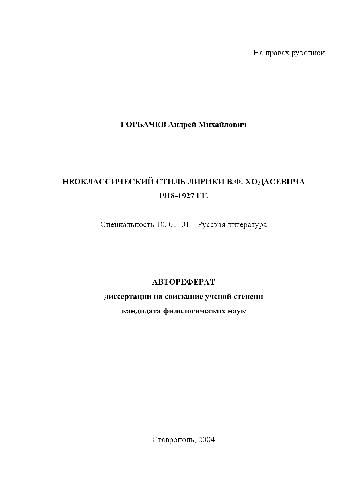 На правах рукописи
ГОРБАЧЕВ Андрей Михайлович
НЕОКЛАССИЧЕСКИЙ СТИЛЬ ЛИРИКИ В.Ф. ХОДАСЕВИЧА
1918-1927 ГГ.
Специальность 10.01.01 – Русская литература
АВТОРЕФЕРАТ
диссертации на соискание ученой степени
кандидата филологических наук
Ставрополь, 2004